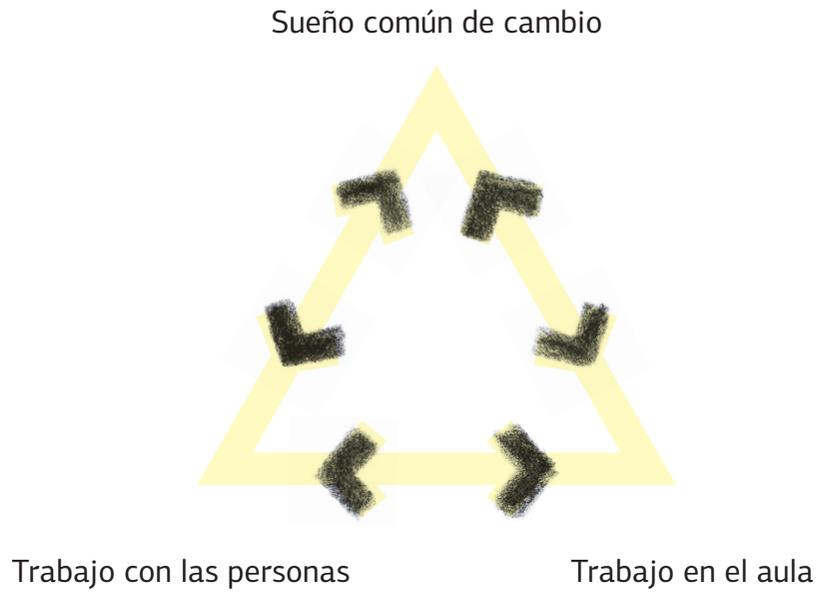 Sueño común de cambio
Trabajo con las personas
Trabajo en el aula